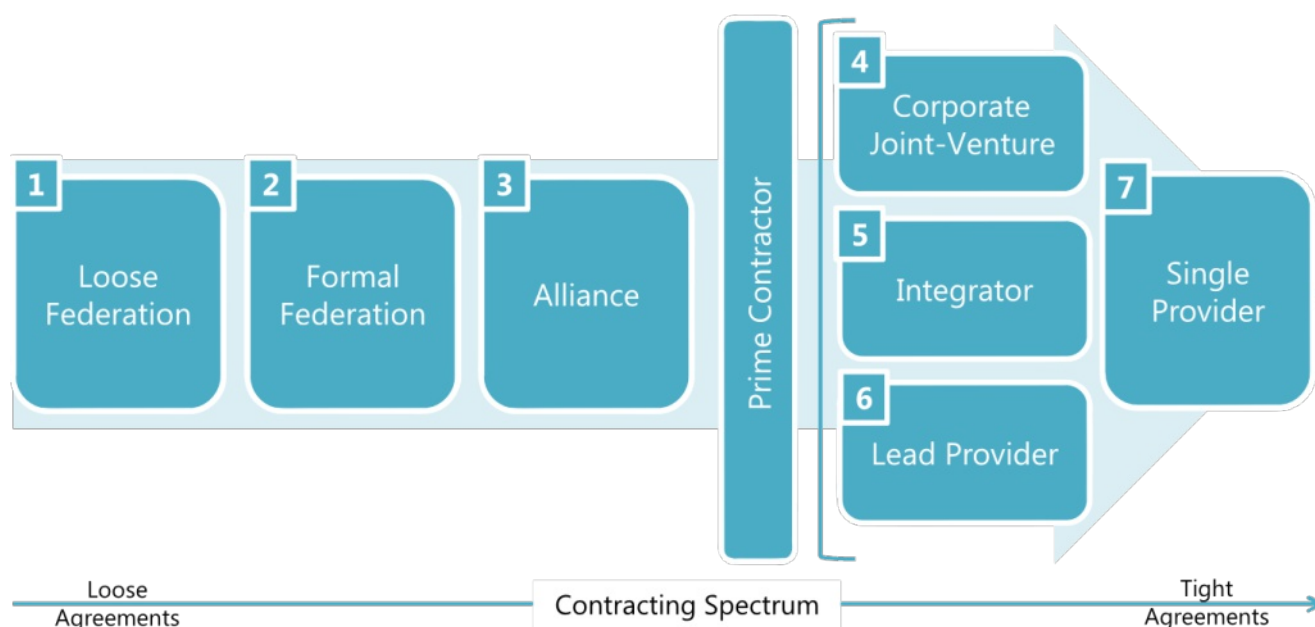 1
Loose
Federation
2
Formal
Federation
3
Alliance
Prime Contractor
4
Corporate
Joint-Venture
5
Integrator
6
Lead Provider
7
Single
Provider
Loose
Agreements
Contracting Spectrum
Tight
Agreements